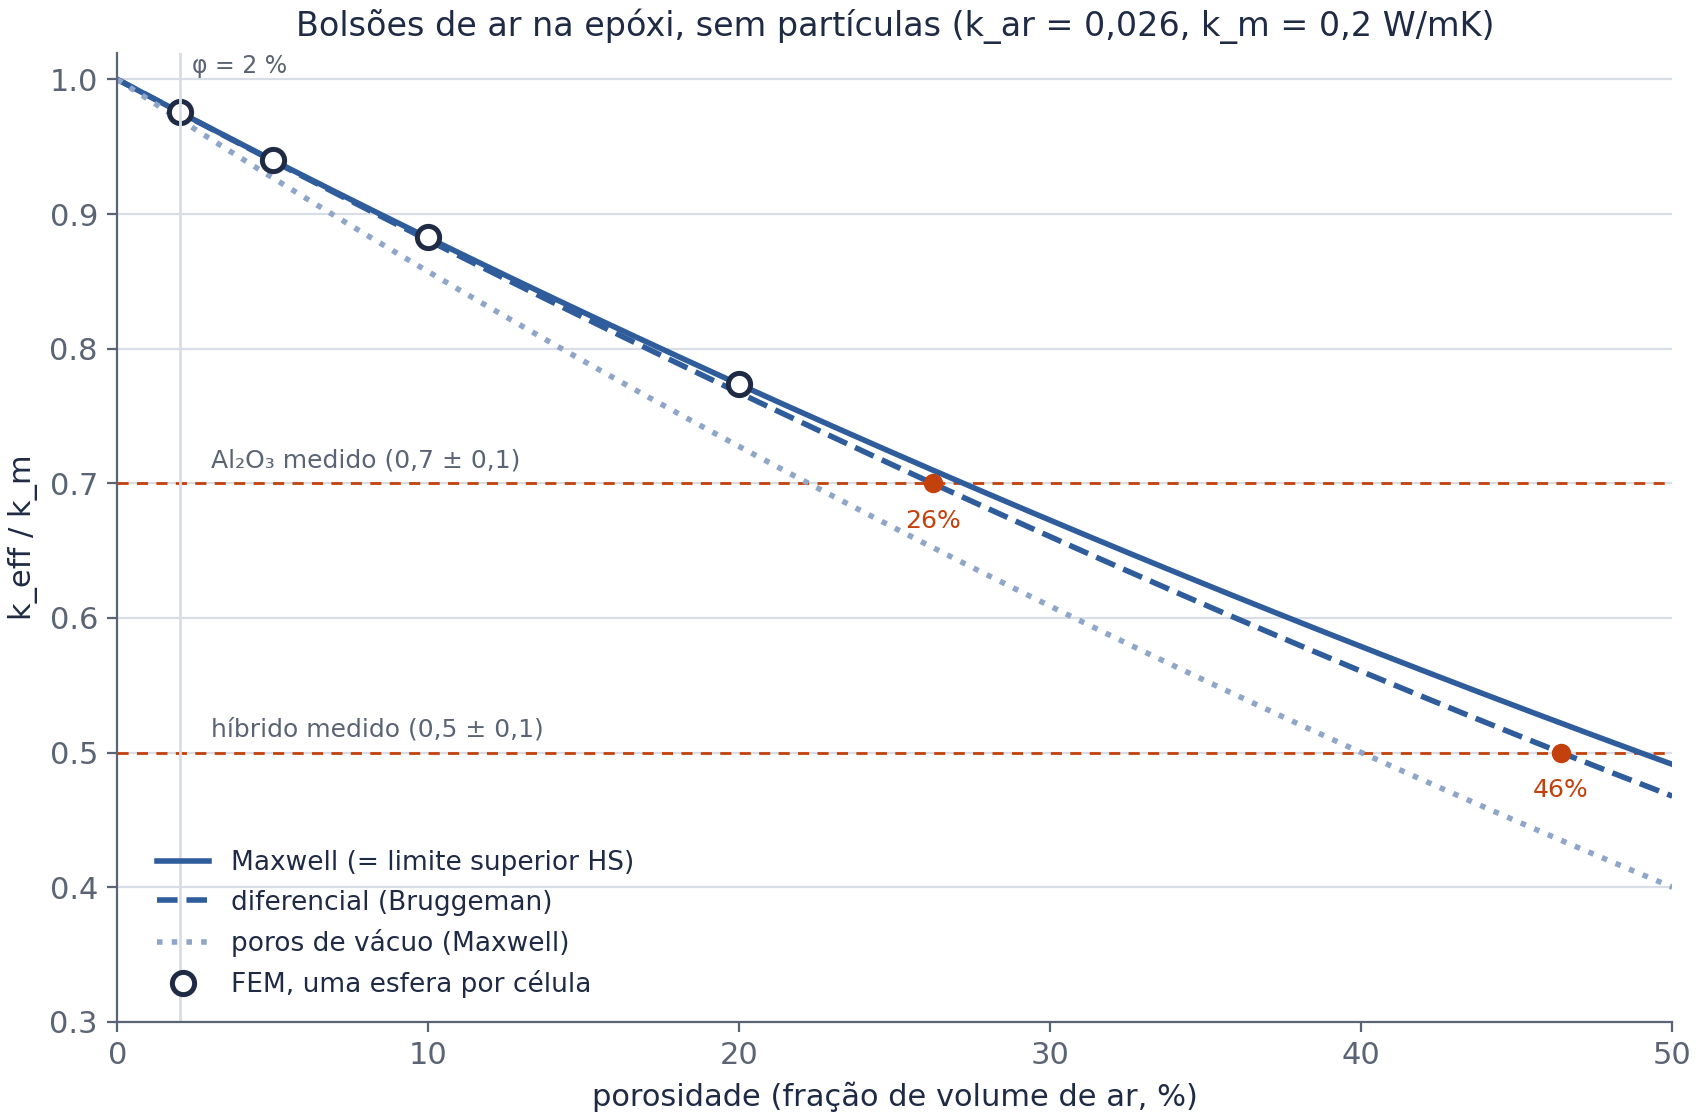 Bolsões de ar na epóxi, sem partículas (k_ar = 0,026, k_m = 0,2 W/mK)
φ = 2 %
1.0
0.9
0.8
Al₂O₃ medido (0,7 ± 0,1)
0.7
26%
k_eff / k_m
0.6
híbrido medido (0,5 ± 0,1)
0.5
46%
Maxwell (= limite superior HS)
0.4
diferencial (Bruggeman)
poros de vácuo (Maxwell)
FEM, uma esfera por célula
0.3
0 10 20 30 40 50
porosidade (fração de volume de ar, %)